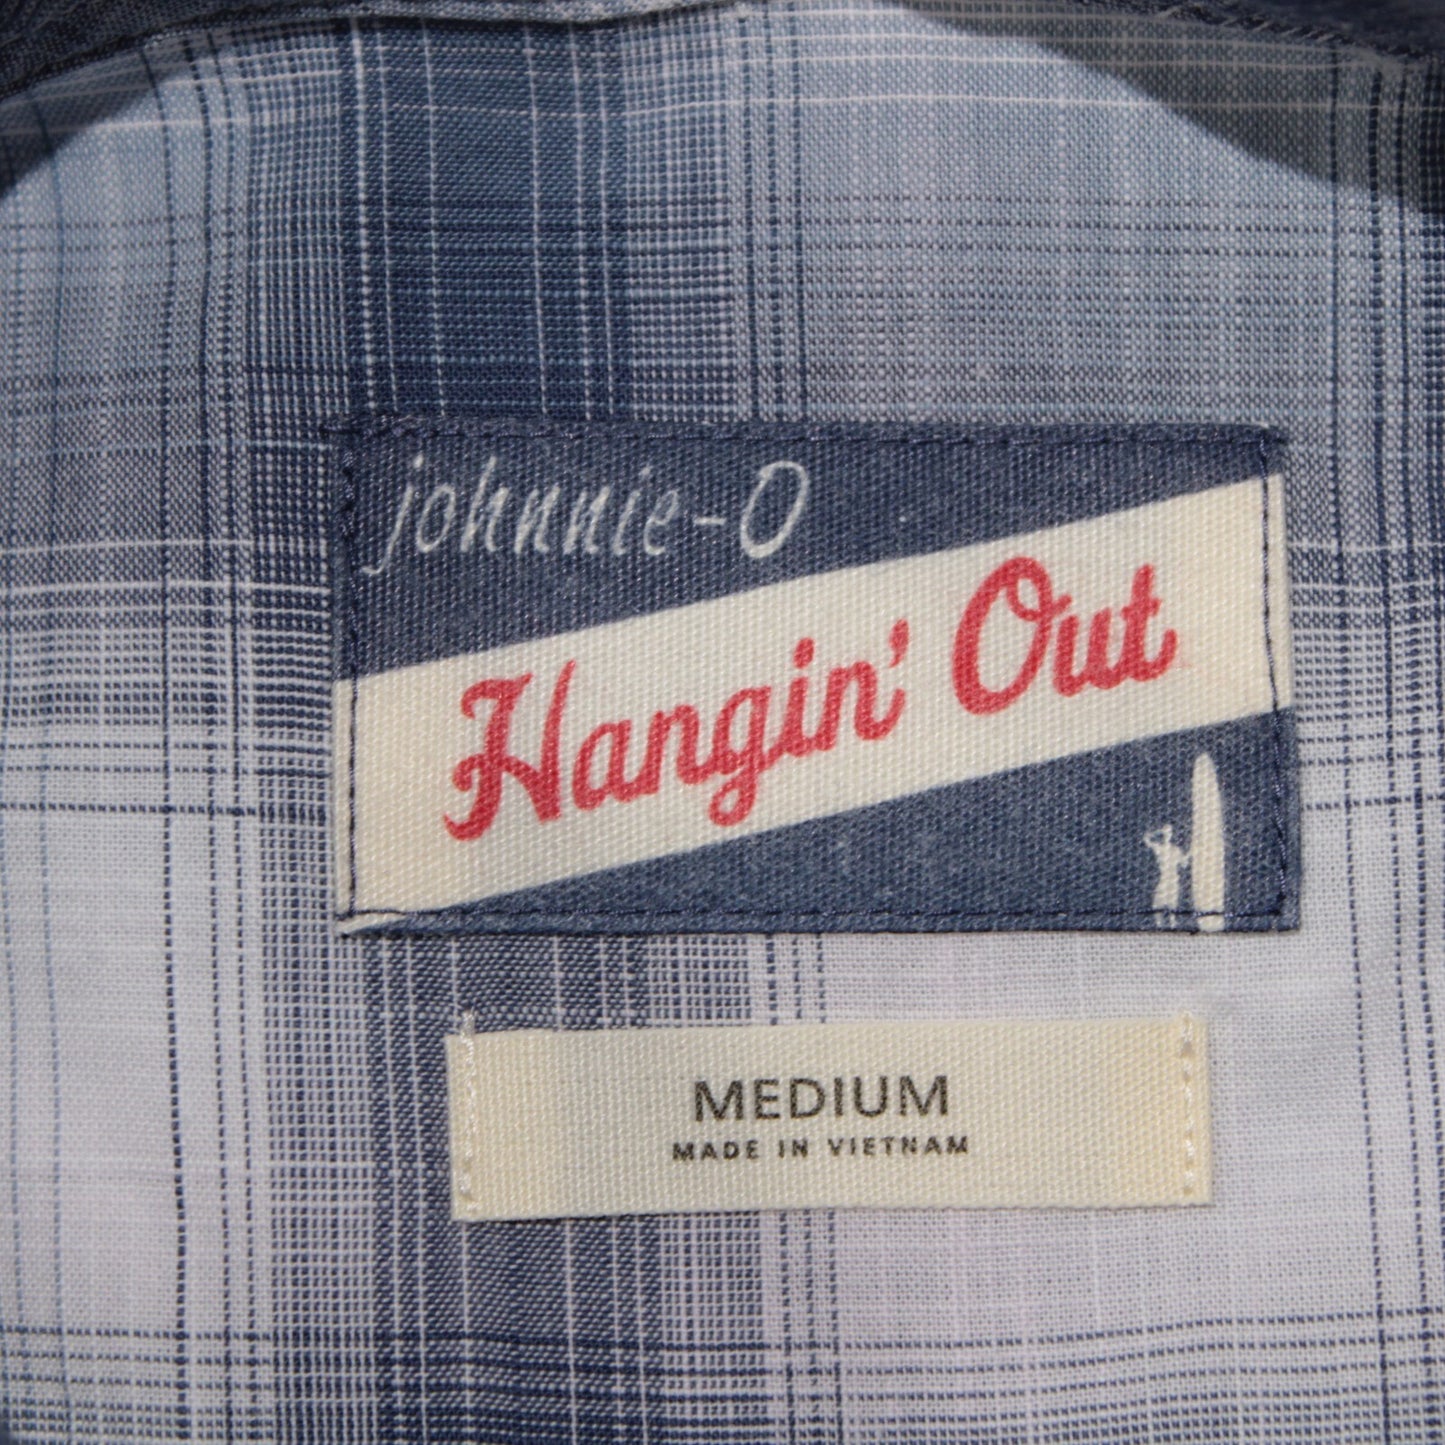 johnnie-O
Hangin' Out
MEDIUM
MADE IN VIETNAM